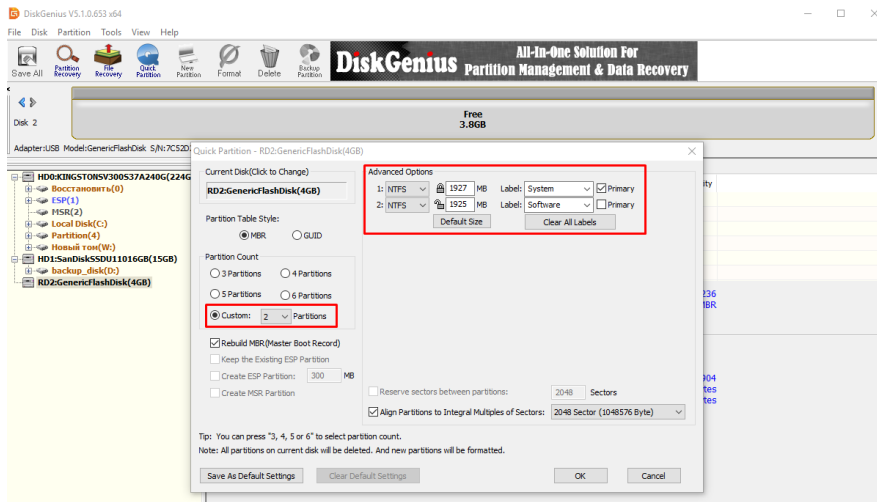 DiskGenius V5.1.0.653 x64
File Disk Partition Tools View Help
Save All
Partition Recovery
File Recovery
Quick Partition
New Partition
Format
Delete
Backup Partition
DiskGenius
All-In-One Solution For
Partition Management & Data Recovery
Disk 2
Free
3.8GB
Adapter:USB Model:GenericFlashDisk S/N:7C52D
HD0:KINGSTONSV300S37A240G(224G
Восстановить(0)
ESP(1)
MSR(2)
Local Disk(C:)
Partition(4)
Новый том(W:)
HD1:SanDiskSSDU11016GB(15GB)
backup_disk(D:)
RD2:GenericFlashDisk(4GB)
Quick Partition - RD2:GenericFlashDisk(4GB)
Current Disk(Click to Change)
RD2:GenericFlashDisk(4GB)
Partition Table Style:
MBR GUID
Partition Count
3 Partitions 4 Partitions
5 Partitions 6 Partitions
Custom: 2 Partitions
Rebuild MBR(Master Boot Record)
Keep the Existing ESP Partition
Create ESP Partition: 300 MB
Create MSR Partition
Advanced Options
1: NTFS 1927 MB Label: System Primary
2: NTFS 1925 MB Label: Software Primary
Default Size Clear All Labels
Reserve sectors between partitions: 2048 Sectors
Align Partitions to Integral Multiples of Sectors: 2048 Sector (1048576 Byte)
Tip: You can press "3, 4, 5 or 6" to select partition count.
Note: All partitions on current disk will be deleted. And new partitions will be formatted.
Save As Default Settings Clear Default Settings OK Cancel
ity
236
MBR
904
tes
tes